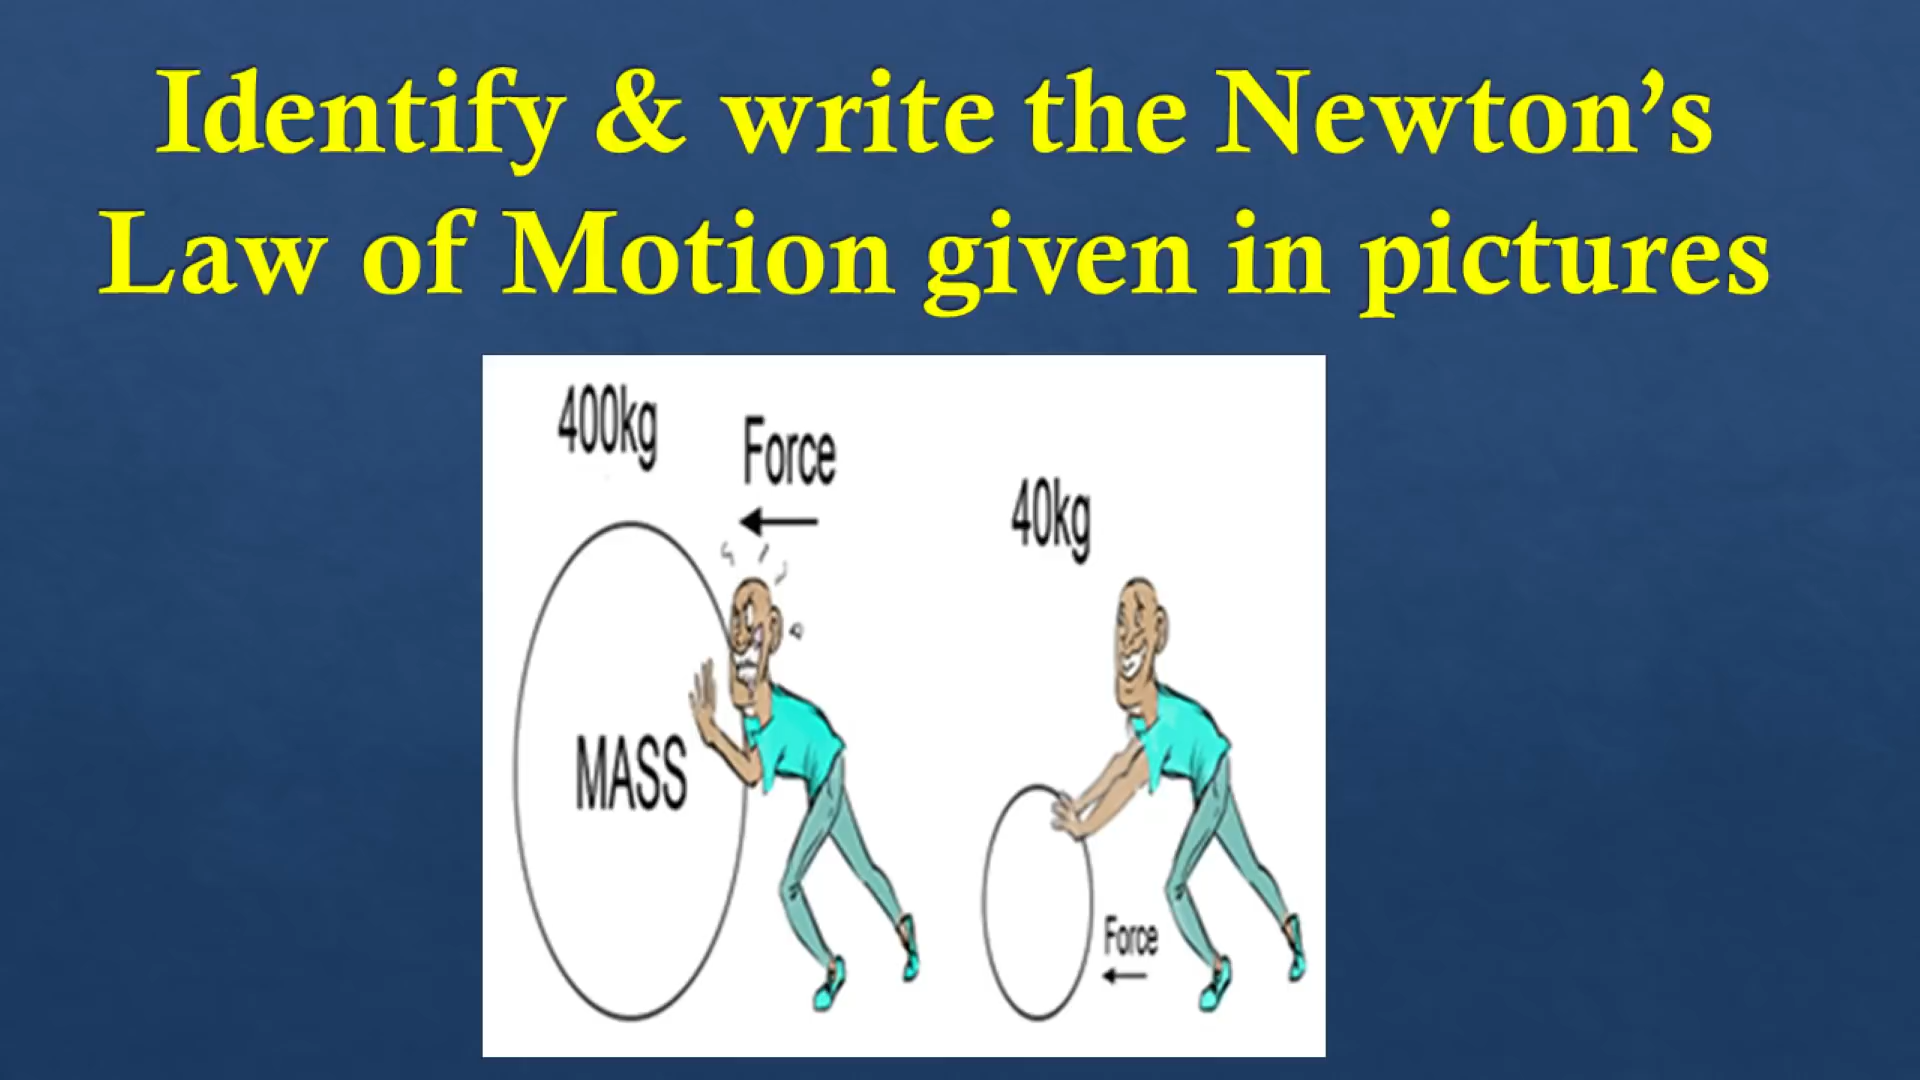 Identify & write the Newton’s
Law of Motion given in pictures
400kg
Force
40kg
MASS
Force